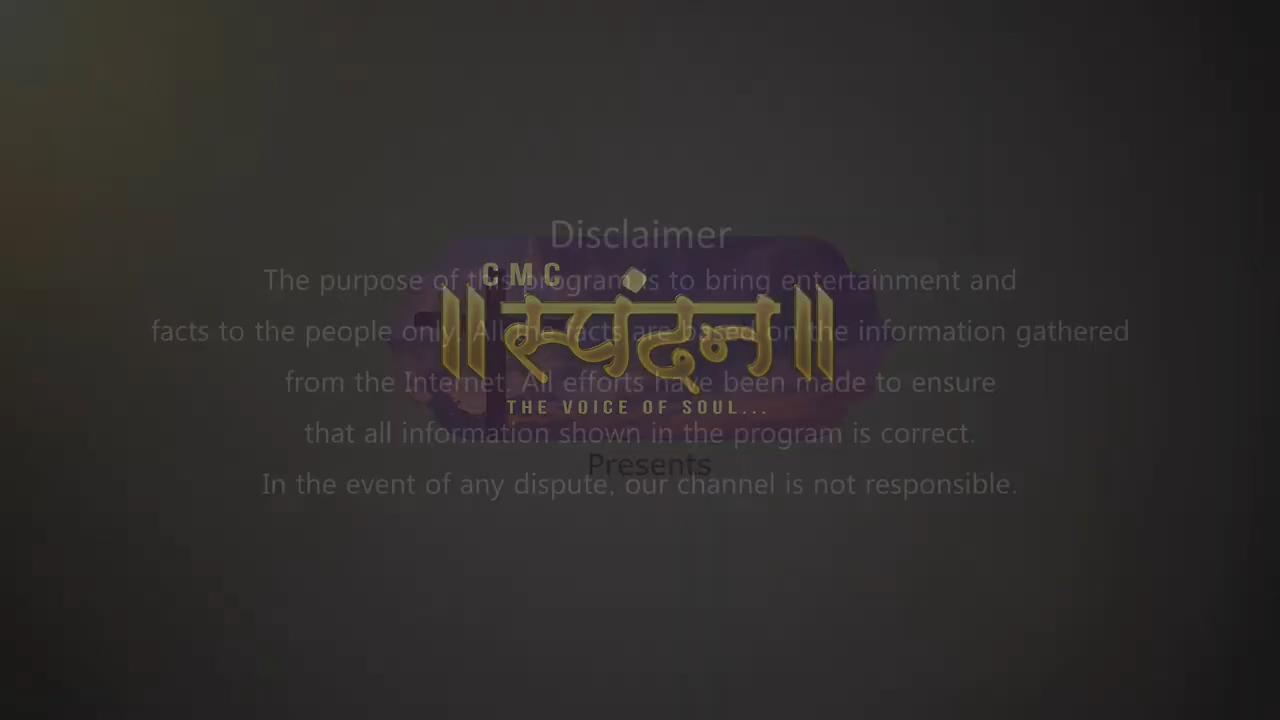 Disclaimer
The purpose of this program is to bring entertainment and
facts to the people only. All the facts are based on the information gathered
from the Internet. All efforts have been made to ensure
that all information shown in the program is correct.
In the event of any dispute, our channel is not responsible.
CMC
॥स्पंदन॥
THE VOICE OF SOUL...
Presents